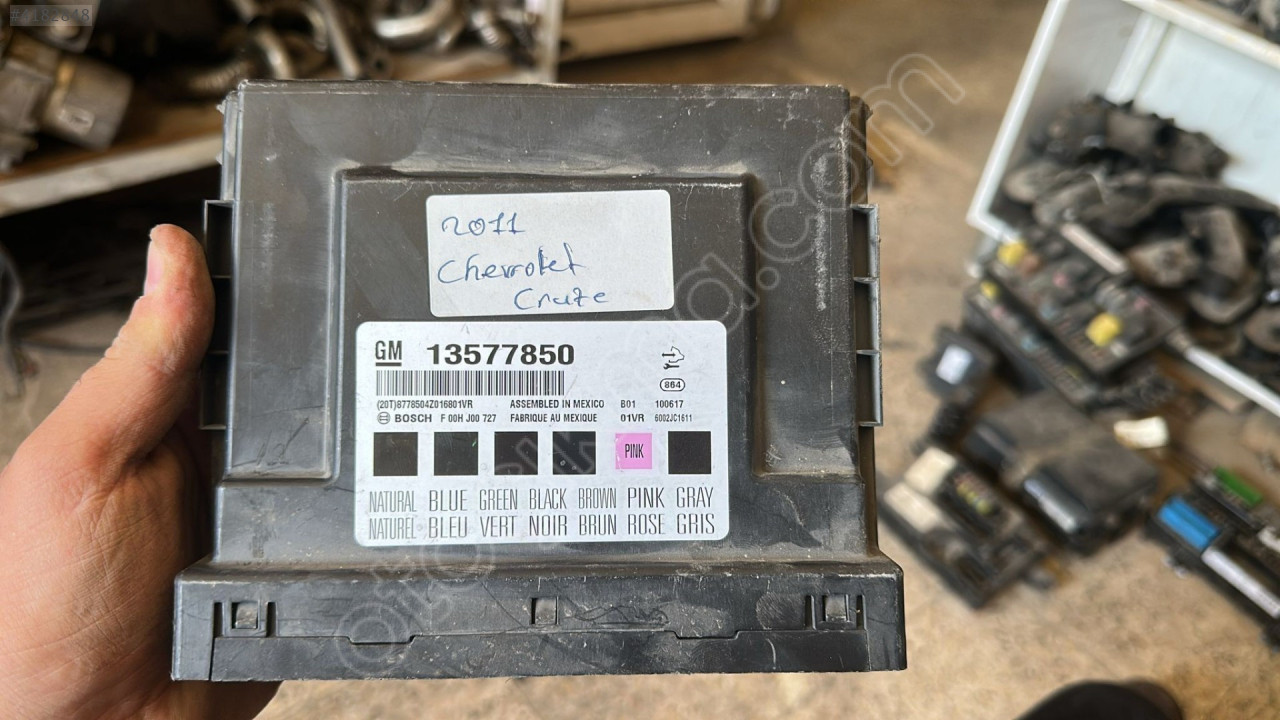 #4182848
2011
Chevrolet
Cruze
GM 13577850
864
(20T)8778504Z016801VR ASSEMBLED IN MEXICO B01 100617
BOSCH F 00H J00 727 FABRIQUE AU MEXIQUE 01VR 6002JC1611
PINK
NATURAL BLUE GREEN BLACK BROWN PINK GRAY
NATUREL BLEU VERT NOIR BRUN ROSE GRIS